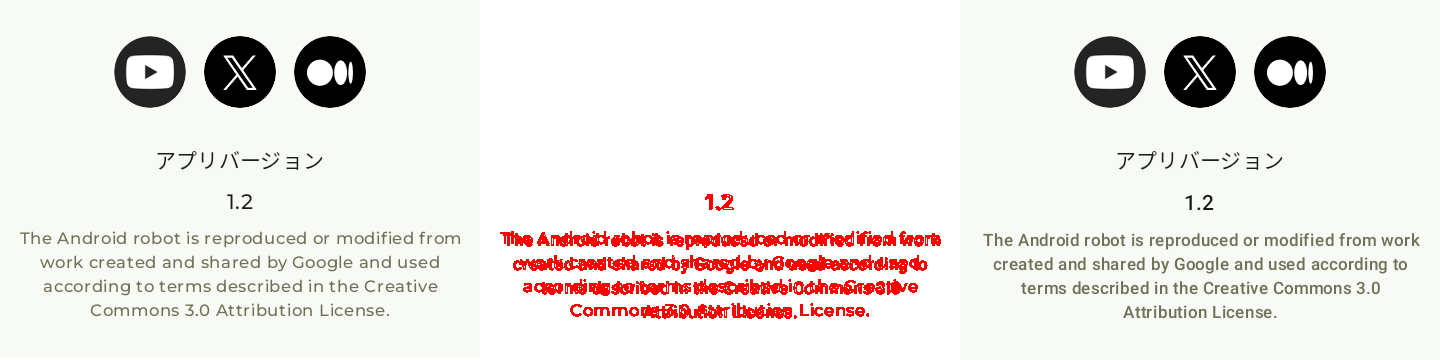 アプリバージョン
1.2
The Android robot is reproduced or modified from
work created and shared by Google and used
according to terms described in the Creative
Commons 3.0 Attribution License.
1.2
アプリバージョン
1.2
The Android robot is reproduced or modified from work
created and shared by Google and used according to
terms described in the Creative Commons 3.0
Attribution License.